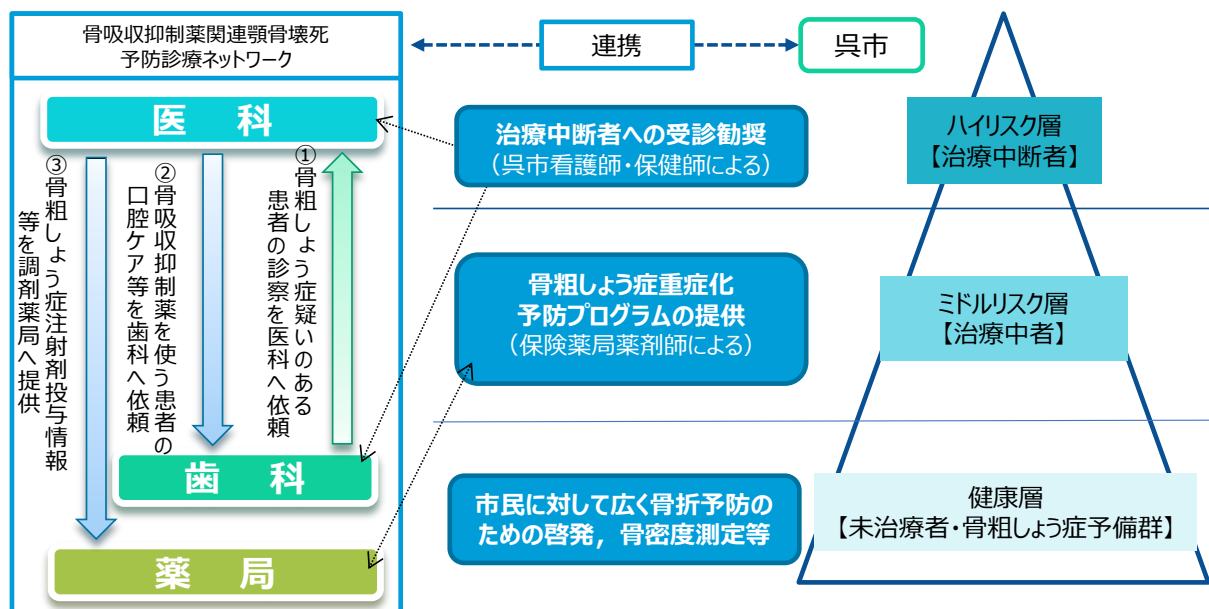 骨吸収抑制薬関連顎骨壊死
予防診療ネットワーク
連携
呉市
医 科
①骨粗しょう症疑いのある
患者の診察を医科へ依頼
②骨吸収抑制薬を使う患者の
口腔ケア等を歯科へ依頼
③骨粗しょう症注射剤投与情報
等を調剤薬局へ提供
歯 科
薬 局
治療中断者への受診勧奨
（呉市看護師・保健師による）
骨粗しょう症重症化
予防プログラムの提供
（保険薬局薬剤師による）
市民に対して広く骨折予防の
ための啓発，骨密度測定等
ハイリスク層
【治療中断者】
ミドルリスク層
【治療中者】
健康層
【未治療者・骨粗しょう症予備群】